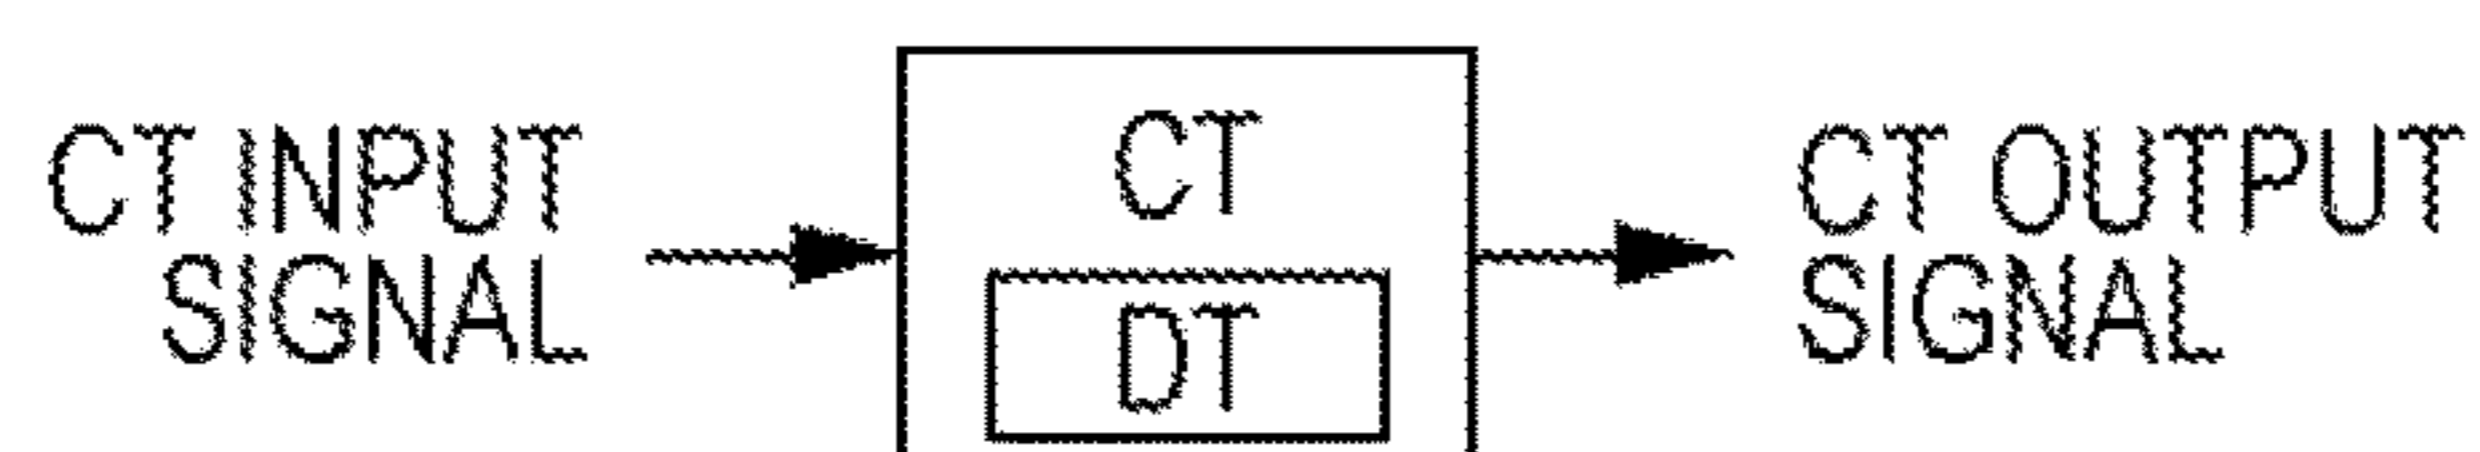 CT INPUT
SIGNAL
CT
DT
CT OUTPUT
SIGNAL